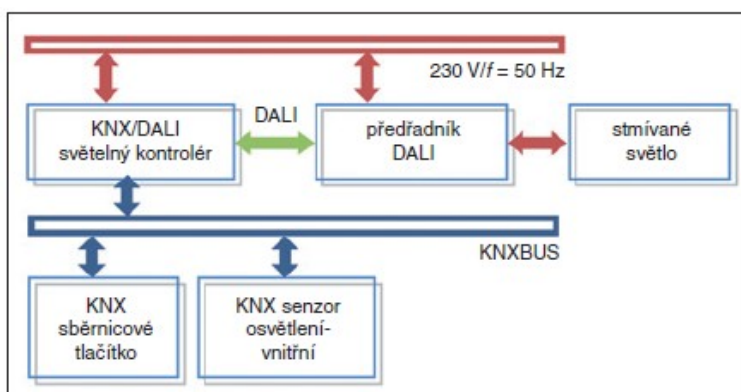 230 V/f = 50 Hz
KNX/DALI
světelný kontrolér
DALI
předřadník
DALI
stmívané
světlo
KNXBUS
KNX
sběrnicové
tlačítko
KNX senzor
osvětlení-
vnitřní